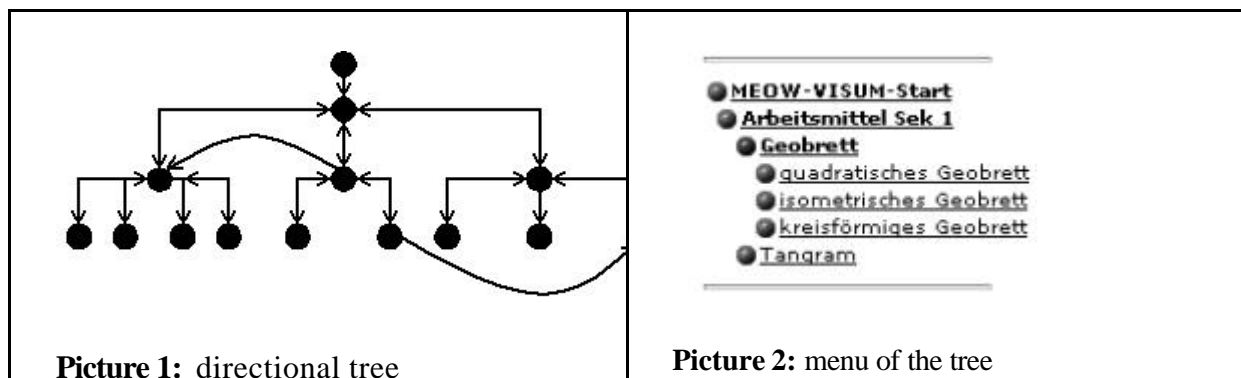 MEOW-VISUM-Start
Arbeitsmittel Sek 1
Geobrett
quadratisches Geobrett
isometrisches Geobrett
kreisförmiges Geobrett
Tangram
Picture 1: directional tree
Picture 2: menu of the tree